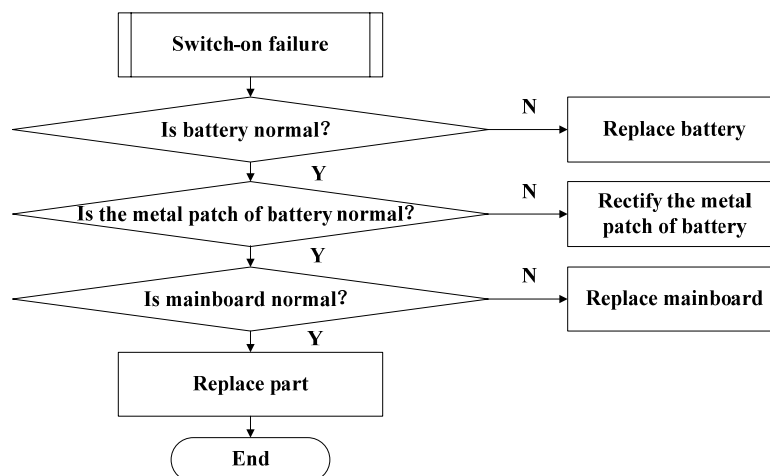 Switch-on failure
N
Is battery normal?
Replace battery
Y
N
Is the metal patch of battery normal?
Rectify the metal
patch of battery
Y
N
Is mainboard normal?
Replace mainboard
Y
Replace part
End